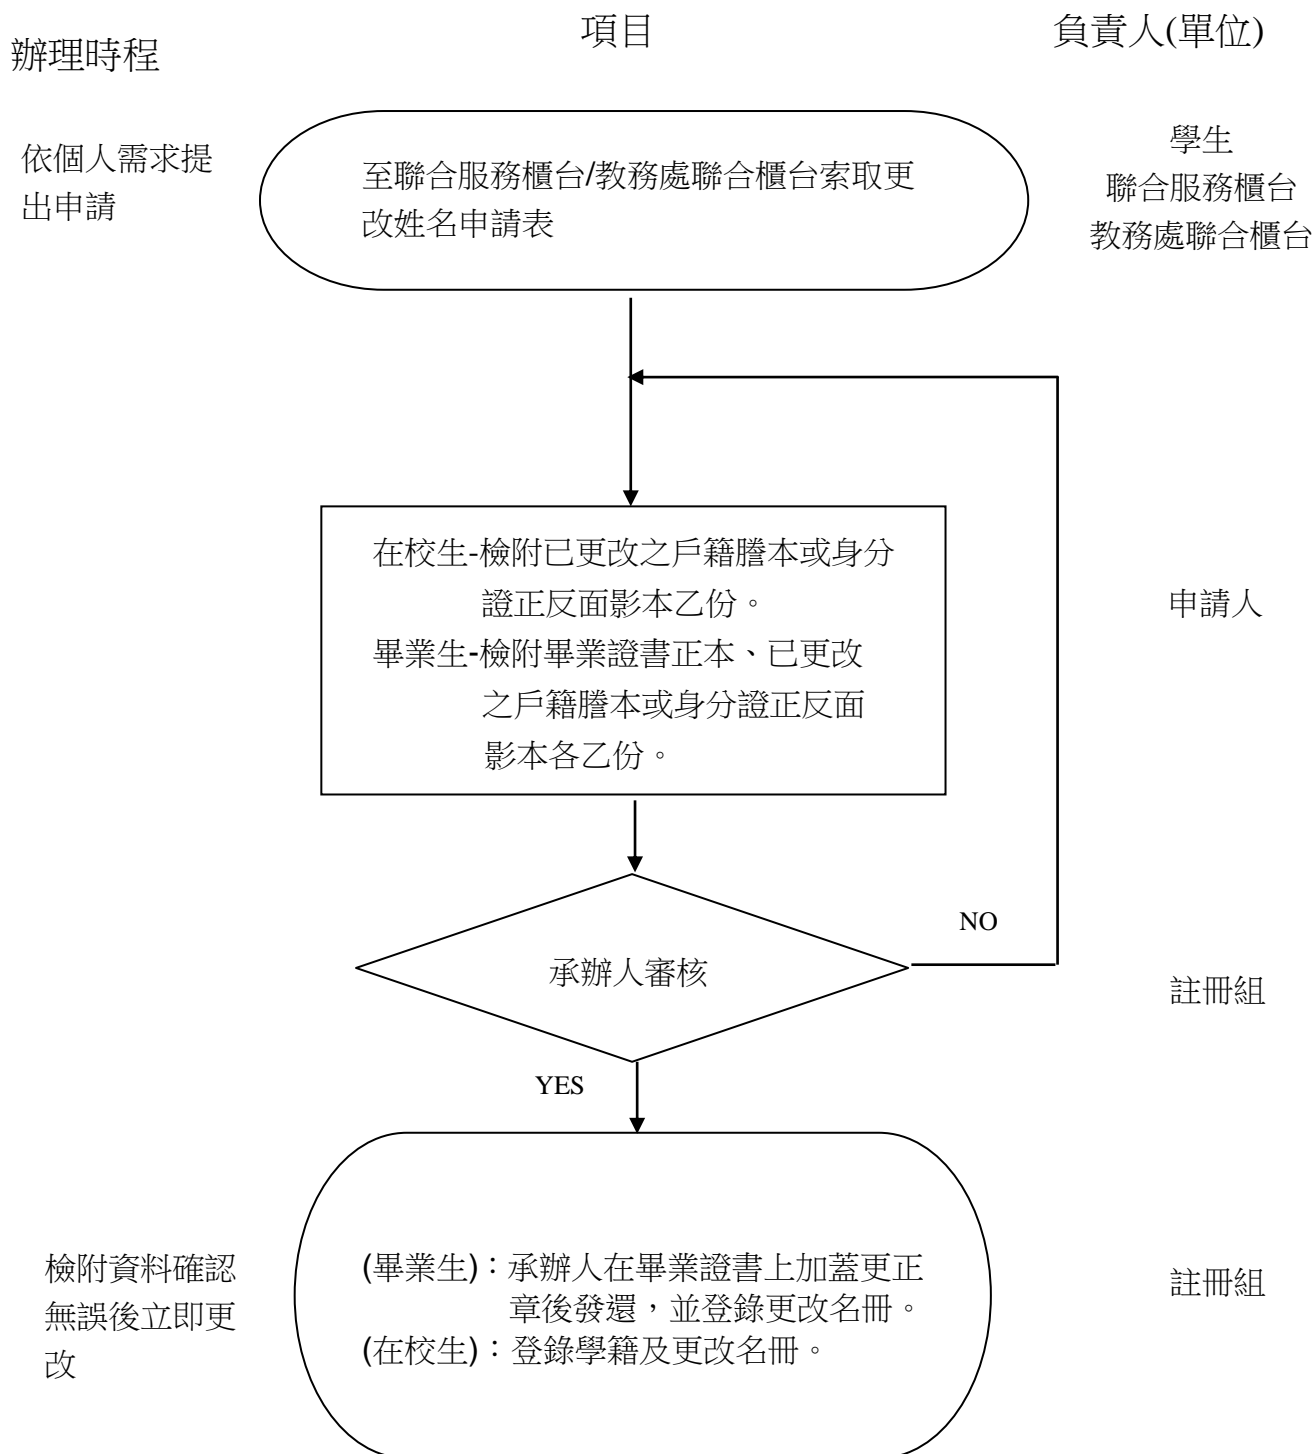 辦理時程
項目
負責人(單位)
依個人需求提
出申請
至聯合服務櫃台/教務處聯合櫃台索取更
改姓名申請表
學生
聯合服務櫃台
教務處聯合櫃台
在校生-檢附已更改之戶籍謄本或身分
證正反面影本乙份。
畢業生-檢附畢業證書正本、已更改
之戶籍謄本或身分證正反面
影本各乙份。
申請人
NO
承辦人審核
註冊組
YES
檢附資料確認
無誤後立即更
改
(畢業生)：承辦人在畢業證書上加蓋更正
章後發還，並登錄更改名冊。
(在校生)：登錄學籍及更改名冊。
註冊組